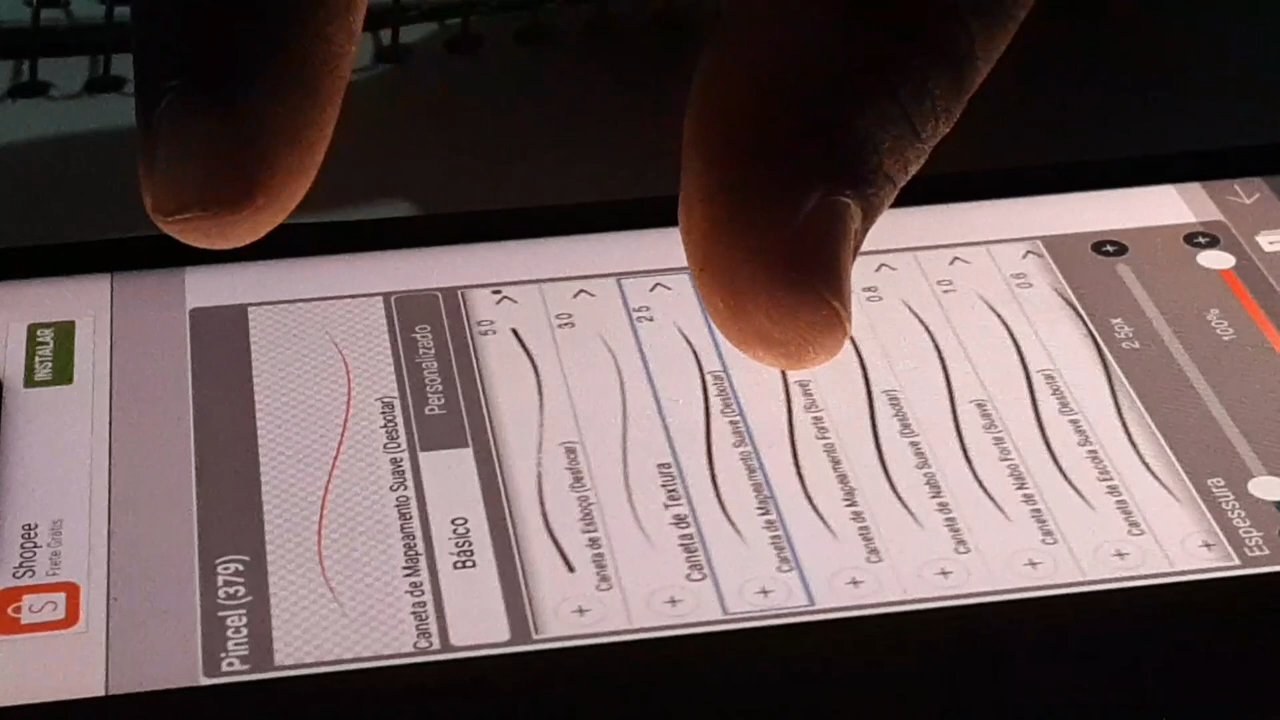 Shopee
Frete Grátis
INSTALAR
Pincel (379)
Caneta de Mapeamento Suave (Desbotar)
Básico
Personalizado
5.0
Caneta de Esboço (Desfocar)
3.0
Caneta de Textura
2.5
Caneta de Mapeamento Suave (Desbotar)
Caneta de Mapeamento Forte (Suave)
0.8
Caneta de Nabo Suave (Desbotar)
1.0
Caneta de Nabo Forte (Suave)
0.6
Caneta da Escola Suave (Desbotar)
Espessura
2.5px
100%
1